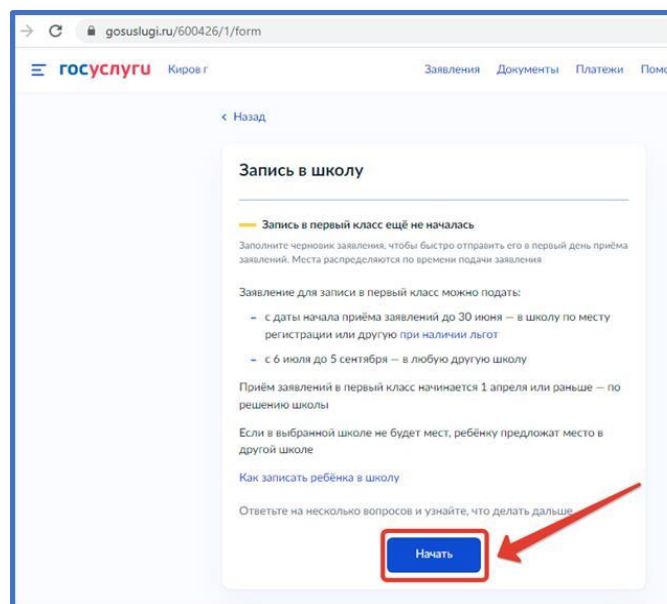 gosuslugi.ru/600426/1/form
госуслуги Киров г Заявления Документы Платежи
Назад
Запись в школу
Запись в первый класс ещё не началась
Заполните черновик заявления, чтобы быстро отправить его в первый день приёма
заявлений. Места распределяются по времени подачи заявления
Заявление для записи в первый класс можно подать:
– с даты начала приёма заявлений до 30 июня — в школу по месту
регистрации или другую при наличии льгот
– с 6 июля до 5 сентября — в любую другую школу
Приём заявлений в первый класс начинается 1 апреля или раньше — по
решению школы
Если в выбранной школе не будет мест, ребёнку предложат место в
другой школе
Как записать ребёнка в школу
Ответьте на несколько вопросов и узнайте, что делать дальше
Начать